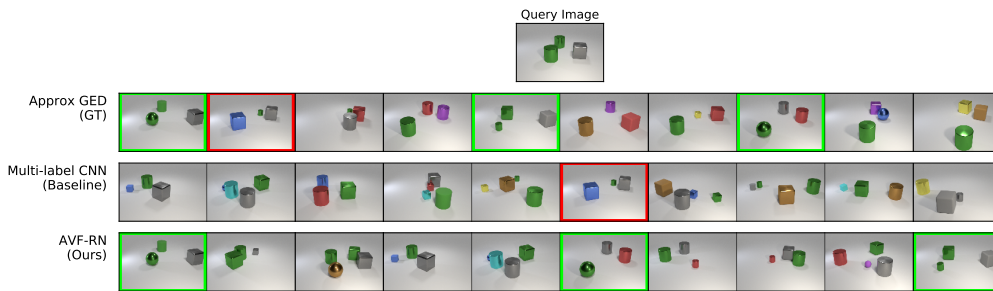 Query Image
Approx GED
(GT)
Multi-label CNN
(Baseline)
AVF-RN
(Ours)